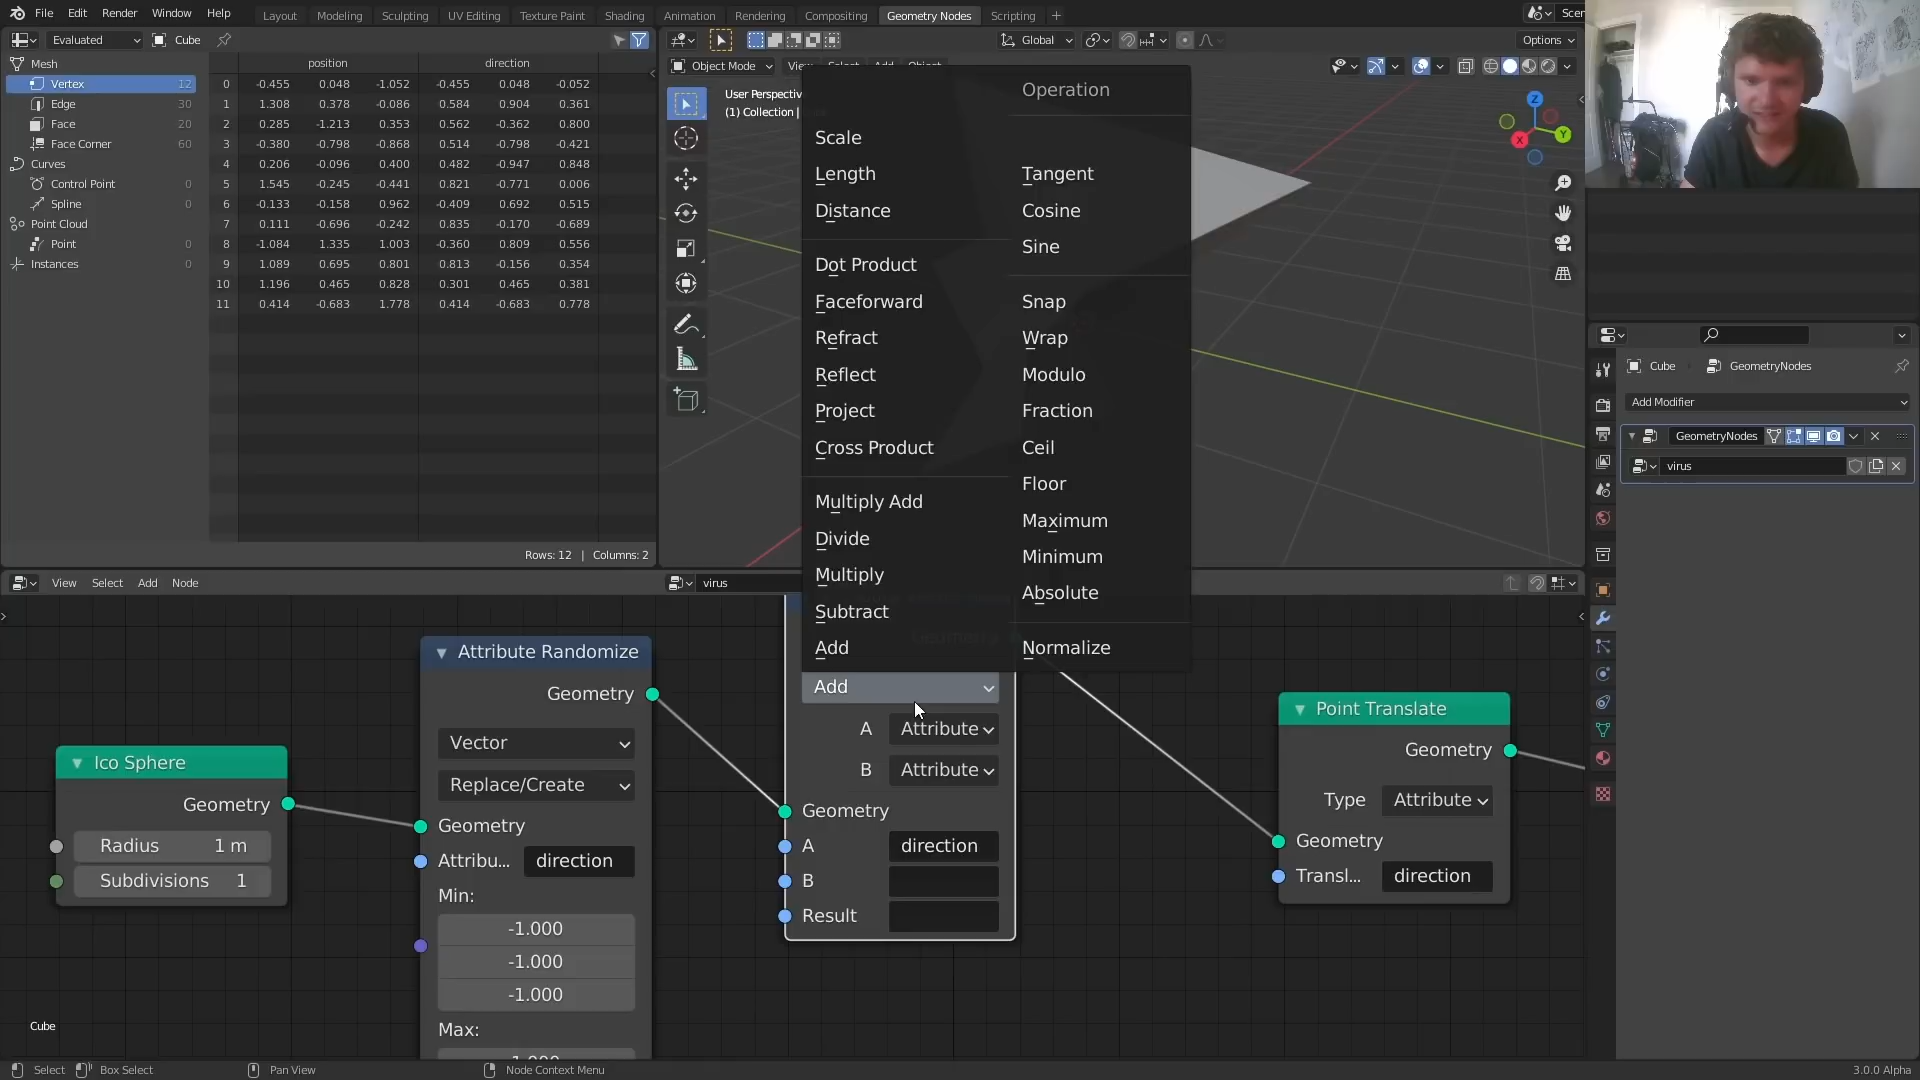 File Edit Render Window Help
Layout Modeling Sculpting UV Editing Texture Paint Shading Animation Rendering Compositing Geometry Nodes Scripting +
Scen
Evaluated Cube
Mesh
Vertex 12
Edge 30
Face 20
Face Corner 60
Curves
Control Point 0
Spline 0
Point Cloud
Point 0
Instances 0
position direction
0 -0.455 0.048 -1.052 -0.455 0.048 -0.052
1 1.308 0.378 -0.086 0.584 0.904 0.361
2 0.285 -1.213 0.353 0.562 -0.362 0.800
3 -0.380 -0.798 -0.868 0.514 -0.798 -0.421
4 0.206 -0.096 0.400 0.482 -0.947 0.848
5 1.545 -0.245 -0.441 0.821 -0.771 0.006
6 -0.133 -0.158 0.962 -0.409 0.692 0.515
7 0.111 -0.696 -0.242 0.835 -0.170 -0.689
8 -1.084 1.335 1.003 -0.360 0.809 0.556
9 1.089 0.695 0.801 0.813 -0.156 0.354
10 1.196 0.465 0.828 0.301 0.465 0.381
11 0.414 -0.683 1.778 0.414 -0.683 0.778
Rows: 12 | Columns: 2
Global
Options
Object Mode View Select Add Object
User Perspectiv
(1) Collection |
Z
Y
X
Operation
Scale
Length
Distance
Dot Product
Faceforward
Refract
Reflect
Project
Cross Product
Multiply Add
Divide
Multiply
Subtract
Add
Tangent
Cosine
Sine
Snap
Wrap
Modulo
Fraction
Ceil
Floor
Maximum
Minimum
Absolute
Normalize
Cube GeometryNodes
Add Modifier
GeometryNodes
virus
View Select Add Node
virus
Ico Sphere
Geometry
Radius 1 m
Subdivisions 1
Attribute Randomize
Geometry
Vector
Replace/Create
Geometry
Attribu... direction
Min:
-1.000
-1.000
-1.000
Max:
1.000
Geometry
Add
A Attribute
B Attribute
Geometry
A direction
B
Result
Point Translate
Geometry
Type Attribute
Geometry
Transl... direction
Cube
Select Box Select Pan View Node Context Menu
3.0.0 Alpha